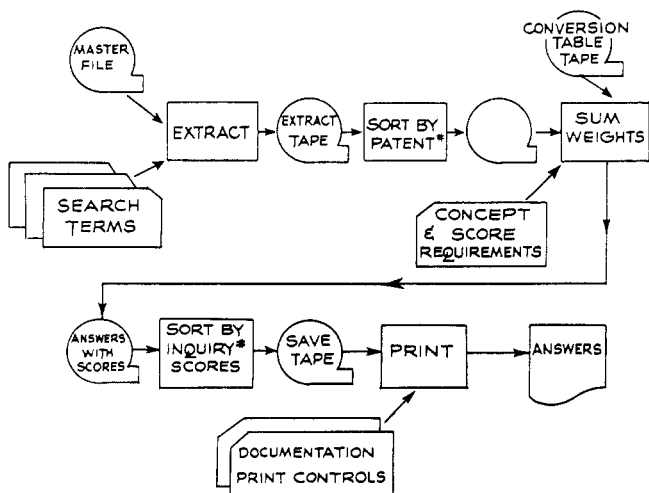 MASTER
FILE
CONVERSION
TABLE
TAPE
EXTRACT
EXTRACT
TAPE
SORT BY
PATENT#
SUM
WEIGHTS
SEARCH
TERMS
CONCEPT
& SCORE
REQUIREMENTS
ANSWERS
WITH
SCORES
SORT BY
INQUIRY#
SCORES
SAVE
TAPE
PRINT
ANSWERS
DOCUMENTATION
PRINT CONTROLS